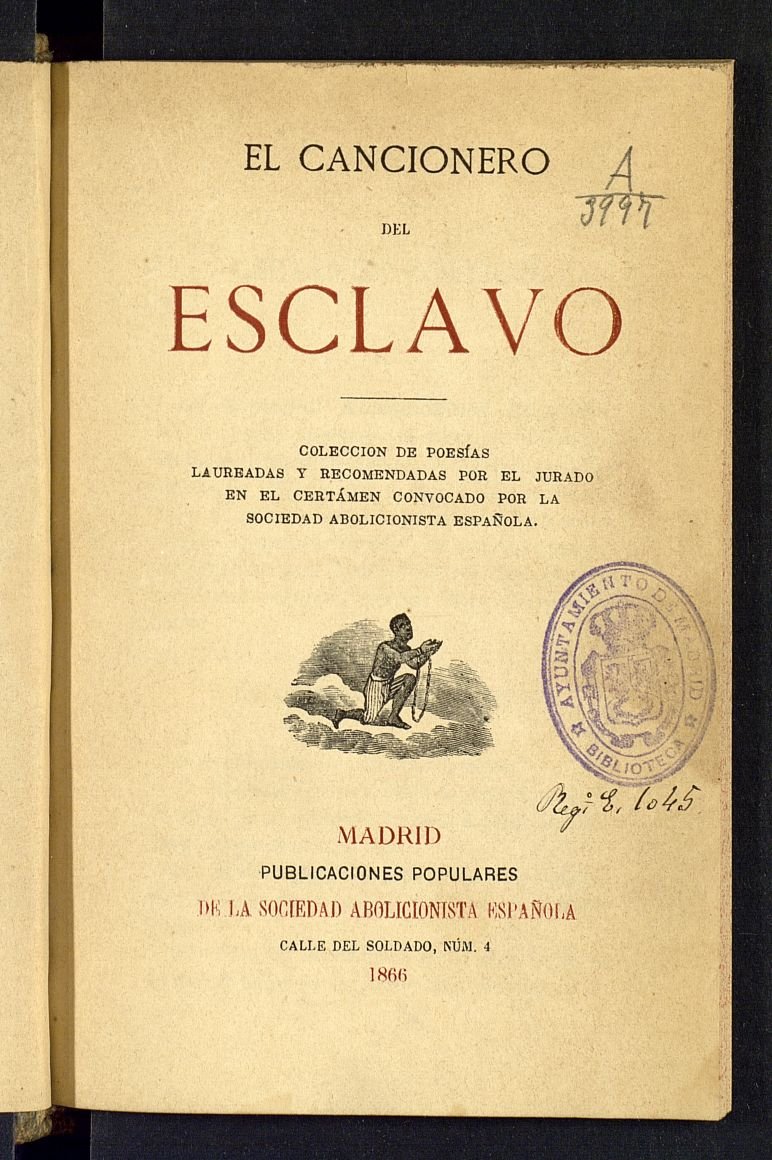 EL CANCIONERO
A
3997
DEL
ESCLAVO
COLECCION DE POESÍAS
LAUREADAS Y RECOMENDADAS POR EL JURADO
EN EL CERTÁMEN CONVOCADO POR LA
SOCIEDAD ABOLICIONISTA ESPAÑOLA.
AYUNTAMIENTO DE MADRID
BIBLIOTECA
Regº E. 1045
MADRID
PUBLICACIONES POPULARES
DE LA SOCIEDAD ABOLICIONISTA ESPAÑOLA
CALLE DEL SOLDADO, NÚM. 4
1866